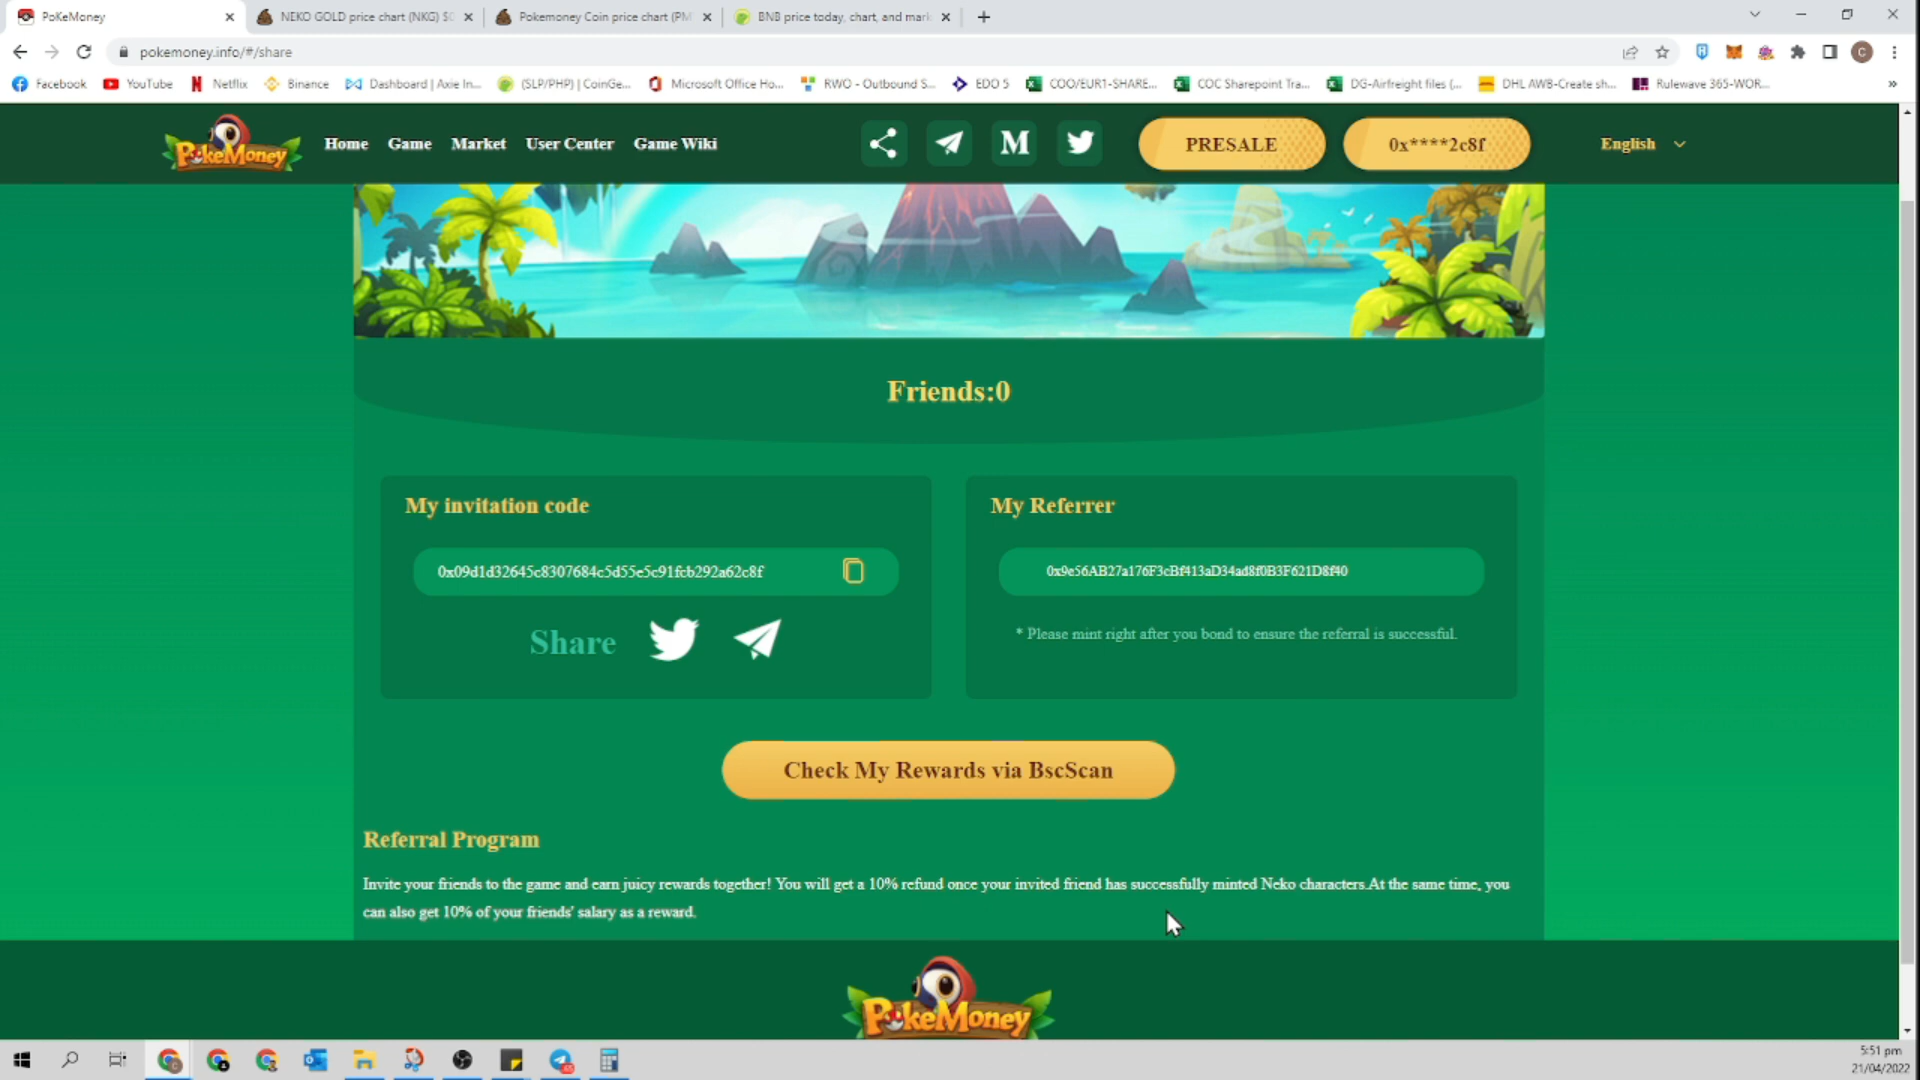 PoKeMoney
NEKO GOLD price chart (NKG) $0
Pokemoney Coin price chart (PM
BNB price today, chart, and mark
pokemoney.info/#/share
Facebook YouTube Netflix Binance Dashboard | Axie In... (SLP/PHP) | CoinGe... Microsoft Office Ho... RWO - Outbound S... EDO 5 COO/EUR1-SHARE... COC Sharepoint Tra... DG-Airfreight files (... DHL AWB-Create sh... Rulewave 365-WOR... »
PokeMoney
Home Game Market User Center Game Wiki
M
PRESALE
0x****2c8f
English
Friends:0
My invitation code
0x09d1d32645c8307684c5d55e5c91fcb292a62c8f
Share
My Referrer
0x9e56AB27a176F3cBf413aD34ad8f0B3F621D8f40
* Please mint right after you bond to ensure the referral is successful.
Check My Rewards via BscScan
Referral Program
Invite your friends to the game and earn juicy rewards together! You will get a 10% refund once your invited friend has successfully minted Neko characters.At the same time, you
can also get 10% of your friends' salary as a reward.
PokeMoney
5:51 pm
21/04/2022